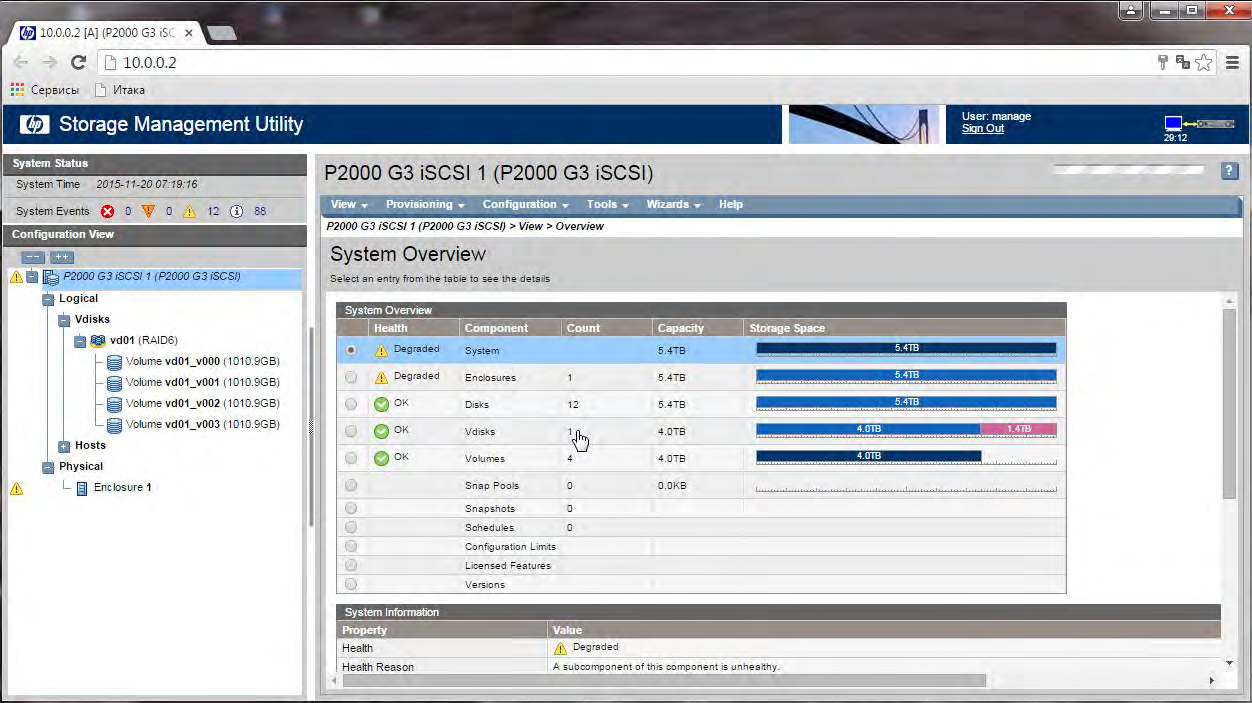 10.0.0.2 [A] (P2000 G3 iSC
10.0.0.2
Сервисы Итака
hp Storage Management Utility
User: manage
Sign Out
29:12
System Status
System Time 2015-11-20 07:19:16
System Events 0 0 12 88
Configuration View
-- ++
P2000 G3 iSCSI 1 (P2000 G3 iSCSI)
Logical
Vdisks
vd01 (RAID6)
Volume vd01_v000 (1010.9GB)
Volume vd01_v001 (1010.9GB)
Volume vd01_v002 (1010.9GB)
Volume vd01_v003 (1010.9GB)
Hosts
Physical
Enclosure 1
P2000 G3 iSCSI 1 (P2000 G3 iSCSI)
?
View Provisioning Configuration Tools Wizards Help
P2000 G3 iSCSI 1 (P2000 G3 iSCSI) > View > Overview
System Overview
Select an entry from the table to see the details
System Overview
Health Component Count Capacity Storage Space
Degraded System 5.4TB 5.4TB
Degraded Enclosures 1 5.4TB 5.4TB
OK Disks 12 5.4TB 5.4TB
OK Vdisks 1 4.0TB 4.0TB 1.4TB
OK Volumes 4 4.0TB 4.0TB
Snap Pools 0 0.0KB
Snapshots 0
Schedules 0
Configuration Limits
Licensed Features
Versions
System Information
Property Value
Health Degraded
Health Reason A subcomponent of this component is unhealthy.